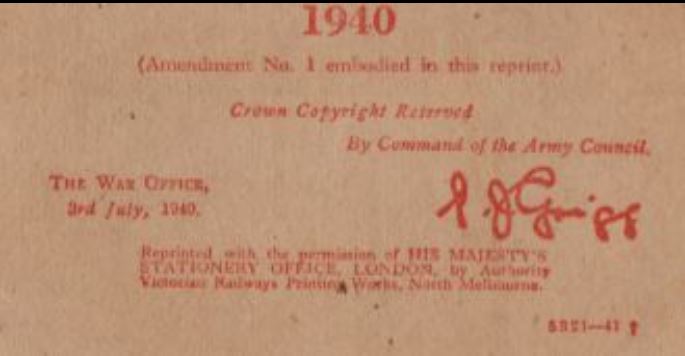 1940
(Amendment No. 1 embodied in this reprint.)
Crown Copyright Reserved
By Command of the Army Council,
THE WAR OFFICE,
3rd July, 1940.
Reprinted with the permission of HIS MAJESTY'S
STATIONERY OFFICE, LONDON, by Authority
Victorian Railways Printing Works, North Melbourne.